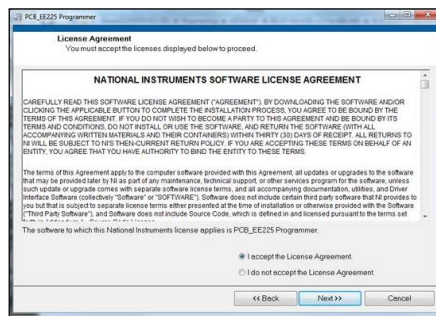 PCB_EE225 Programmer
License Agreement
You must accept the licenses displayed below to proceed.
NATIONAL INSTRUMENTS SOFTWARE LICENSE AGREEMENT
CAREFULLY READ THIS SOFTWARE LICENSE AGREEMENT ("AGREEMENT"). BY DOWNLOADING THE SOFTWARE AND/OR
CLICKING THE APPLICABLE BUTTON TO COMPLETE THE INSTALLATION PROCESS, YOU AGREE TO BE BOUND BY THE
TERMS OF THIS AGREEMENT. IF YOU DO NOT WISH TO BECOME A PARTY TO THIS AGREEMENT AND BE BOUND BY ITS
TERMS AND CONDITIONS, DO NOT INSTALL OR USE THE SOFTWARE, AND RETURN THE SOFTWARE (WITH ALL
ACCOMPANYING WRITTEN MATERIALS AND THEIR CONTAINERS) WITHIN THIRTY (30) DAYS OF RECEIPT. ALL RETURNS TO
NI WILL BE SUBJECT TO NI'S THEN-CURRENT RETURN POLICY. IF YOU ARE ACCEPTING THESE TERMS ON BEHALF OF AN
ENTITY, YOU AGREE THAT YOU HAVE AUTHORITY TO BIND THE ENTITY TO THESE TERMS.
The terms of this Agreement apply to the computer software provided with this Agreement, all updates or upgrades to the software
that may be provided later by NI as part of any maintenance, technical support, or other services program for the software, unless
such update or upgrade comes with separate software license terms, and all accompanying documentation, utilities, and Driver
Interface Software (collectively "Software" or "SOFTWARE"). Software does not include certain third party software that NI provides to
you but that is subject to separate license terms either presented at the time of installation or otherwise provided with the Software
("Third Party Software"), and Software does not include Source Code, which is defined in and licensed pursuant to the terms set
The software to which this National Instruments license applies is PCB_EE225 Programmer.
I accept the License Agreement.
I do not accept the License Agreement.
<< Back
Next >>
Cancel